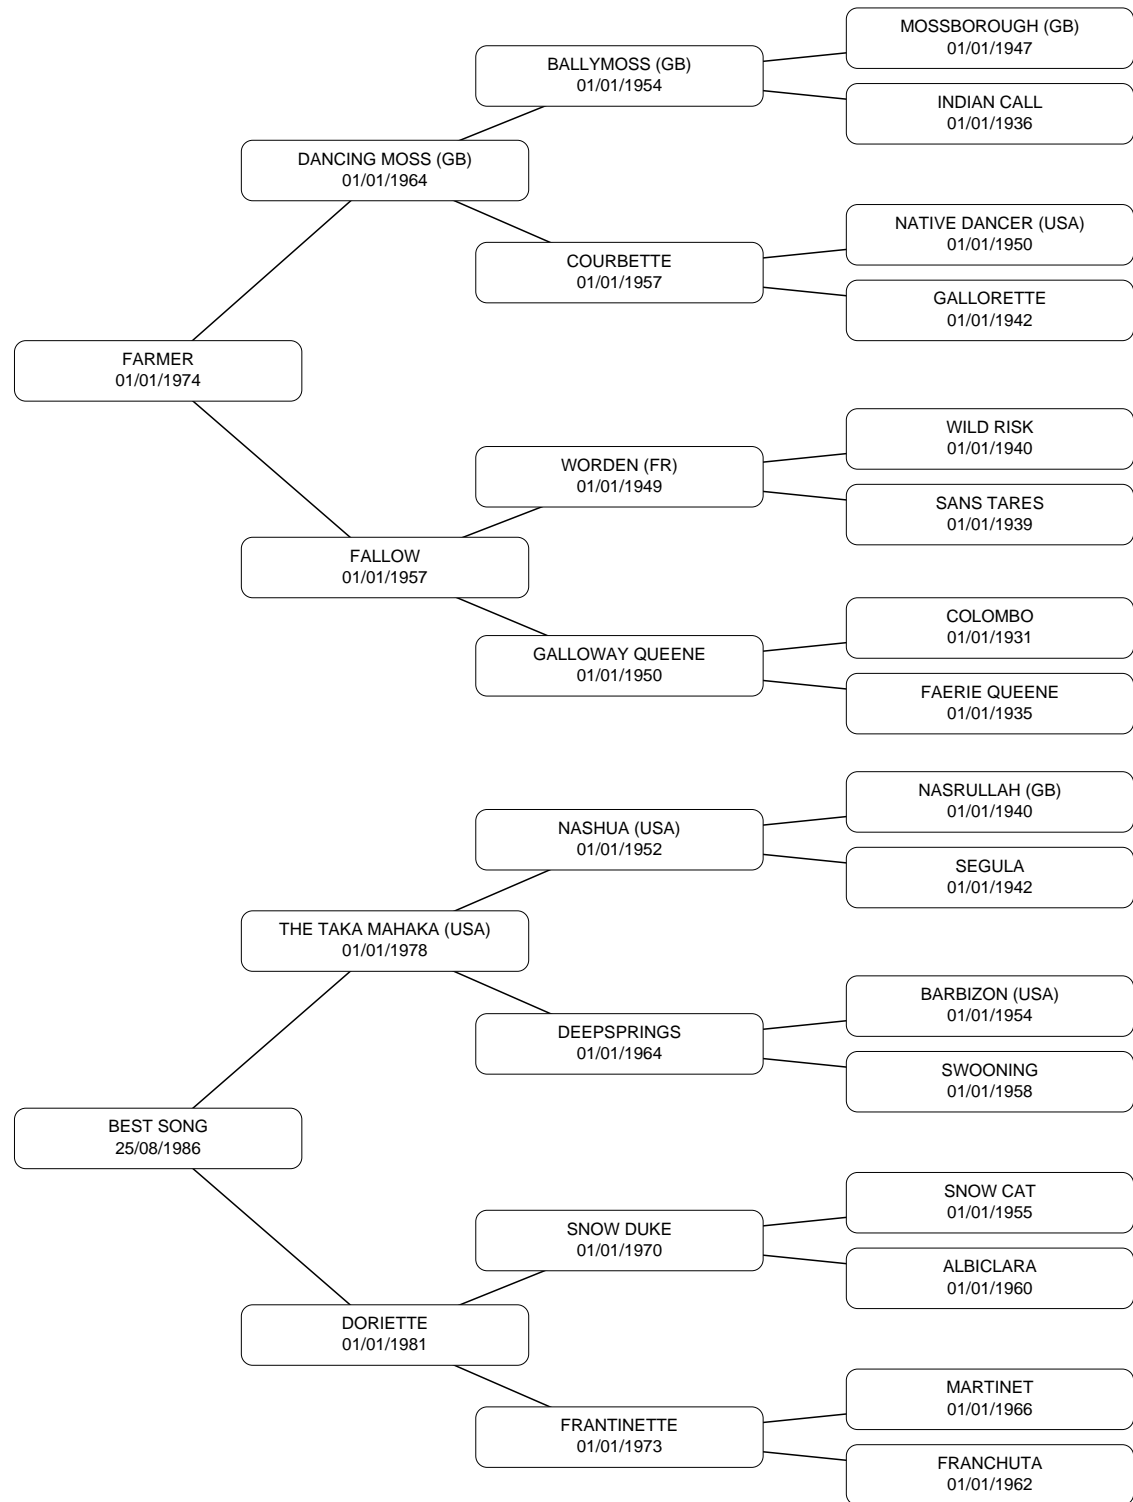 MOSSBOROUGH (GB)
01/01/1947
BALLYMOSS (GB)
01/01/1954
INDIAN CALL
01/01/1936
DANCING MOSS (GB)
01/01/1964
NATIVE DANCER (USA)
01/01/1950
COURBETTE
01/01/1957
GALLORETTE
01/01/1942
FARMER
01/01/1974
WILD RISK
01/01/1940
WORDEN (FR)
01/01/1949
SANS TARES
01/01/1939
FALLOW
01/01/1957
COLOMBO
01/01/1931
GALLOWAY QUEENE
01/01/1950
FAERIE QUEENE
01/01/1935
NASRULLAH (GB)
01/01/1940
NASHUA (USA)
01/01/1952
SEGULA
01/01/1942
THE TAKA MAHAKA (USA)
01/01/1978
BARBIZON (USA)
01/01/1954
DEEPSPRINGS
01/01/1964
SWOONING
01/01/1958
BEST SONG
25/08/1986
SNOW CAT
01/01/1955
SNOW DUKE
01/01/1970
ALBICLARA
01/01/1960
DORIETTE
01/01/1981
MARTINET
01/01/1966
FRANTINETTE
01/01/1973
FRANCHUTA
01/01/1962